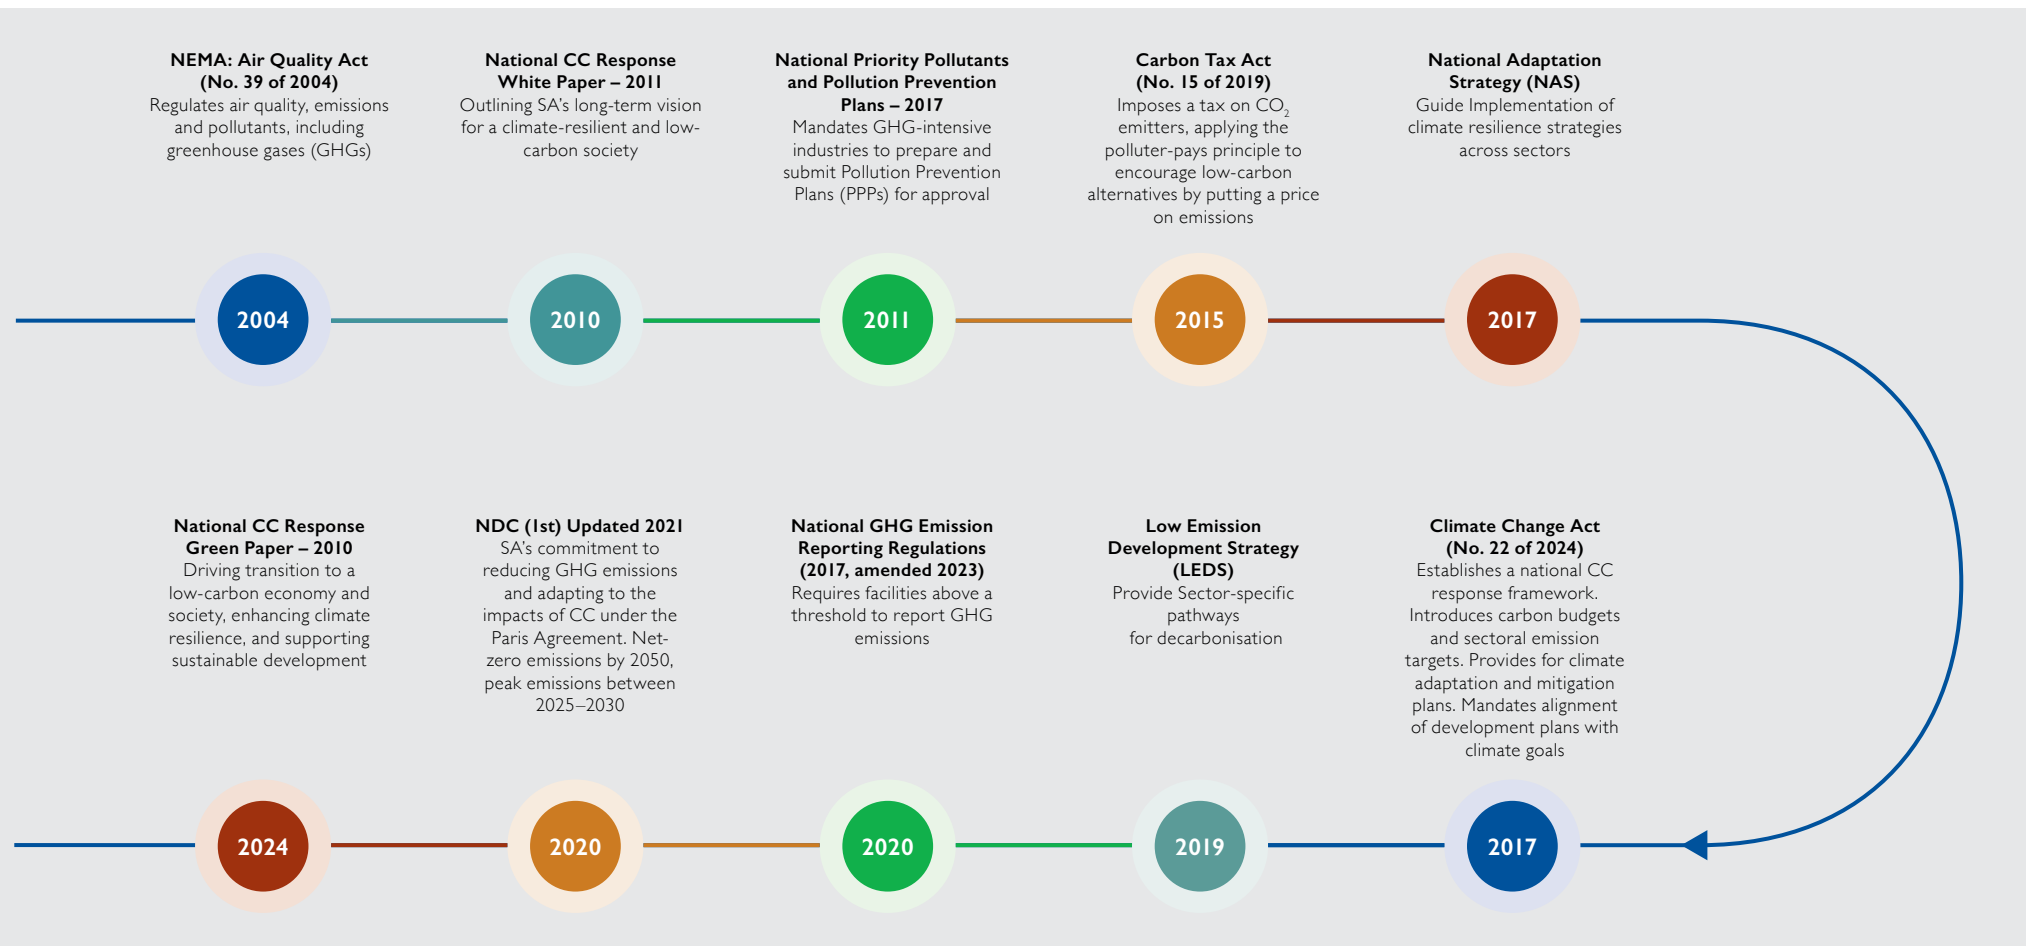 NEMA: Air Quality Act
(No. 39 of 2004)
Regulates air quality, emissions
and pollutants, including
greenhouse gases (GHGs)
National CC Response
White Paper – 2011
Outlining SA's long-term vision
for a climate-resilient and low-
carbon society
National Priority Pollutants
and Pollution Prevention
Plans – 2017
Mandates GHG-intensive
industries to prepare and
submit Pollution Prevention
Plans (PPPs) for approval
Carbon Tax Act
(No. 15 of 2019)
Imposes a tax on CO₂
emitters, applying the
polluter-pays principle to
encourage low-carbon
alternatives by putting a price
on emissions
National Adaptation
Strategy (NAS)
Guide Implementation of
climate resilience strategies
across sectors
2004
2010
2011
2015
2017
National CC Response
Green Paper – 2010
Driving transition to a
low-carbon economy and
society, enhancing climate
resilience, and supporting
sustainable development
NDC (1st) Updated 2021
SA's commitment to
reducing GHG emissions
and adapting to the
impacts of CC under the
Paris Agreement. Net-
zero emissions by 2050,
peak emissions between
2025–2030
National GHG Emission
Reporting Regulations
(2017, amended 2023)
Requires facilities above a
threshold to report GHG
emissions
Low Emission
Development Strategy
(LEDS)
Provide Sector-specific
pathways
for decarbonisation
Climate Change Act
(No. 22 of 2024)
Establishes a national CC
response framework.
Introduces carbon budgets
and sectoral emission
targets. Provides for climate
adaptation and mitigation
plans. Mandates alignment
of development plans with
climate goals
2024
2020
2020
2019
2017